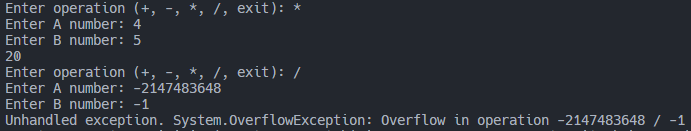 Enter operation (+, -, *, /, exit): *
Enter A number: 4
Enter B number: 5
20
Enter operation (+, -, *, /, exit): /
Enter A number: -2147483648
Enter B number: -1
Unhandled exception. System.OverflowException: Overflow in operation -2147483648 / -1